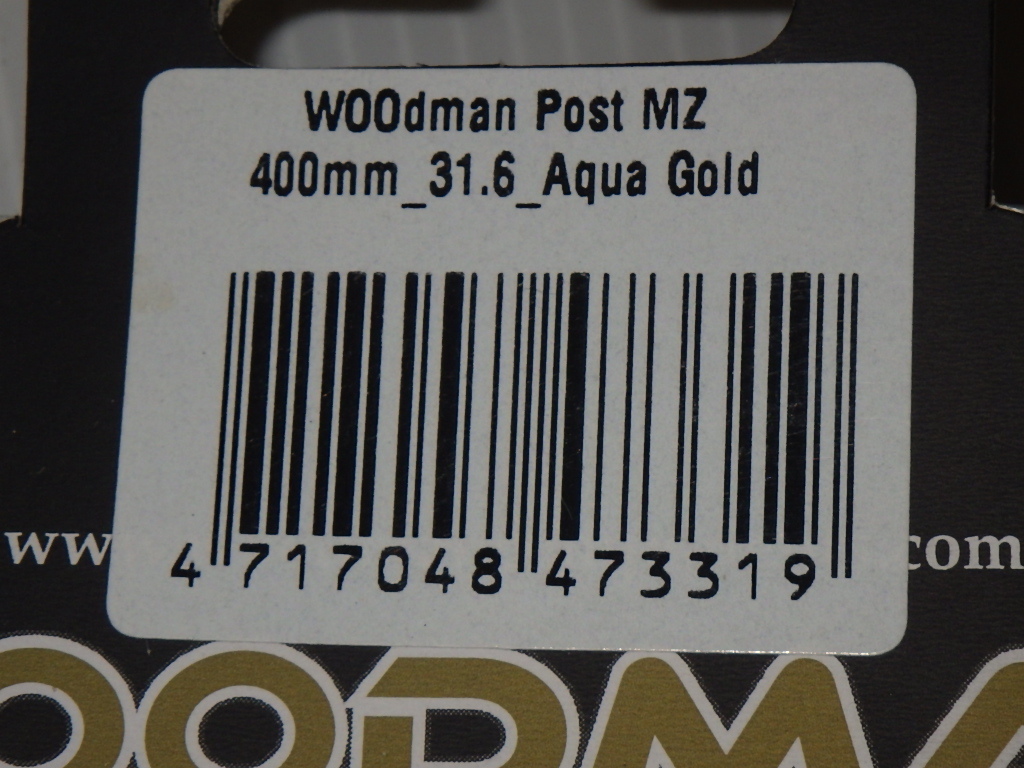 WOOdman Post MZ
400mm_31.6_Aqua Gold
4 717048 473319